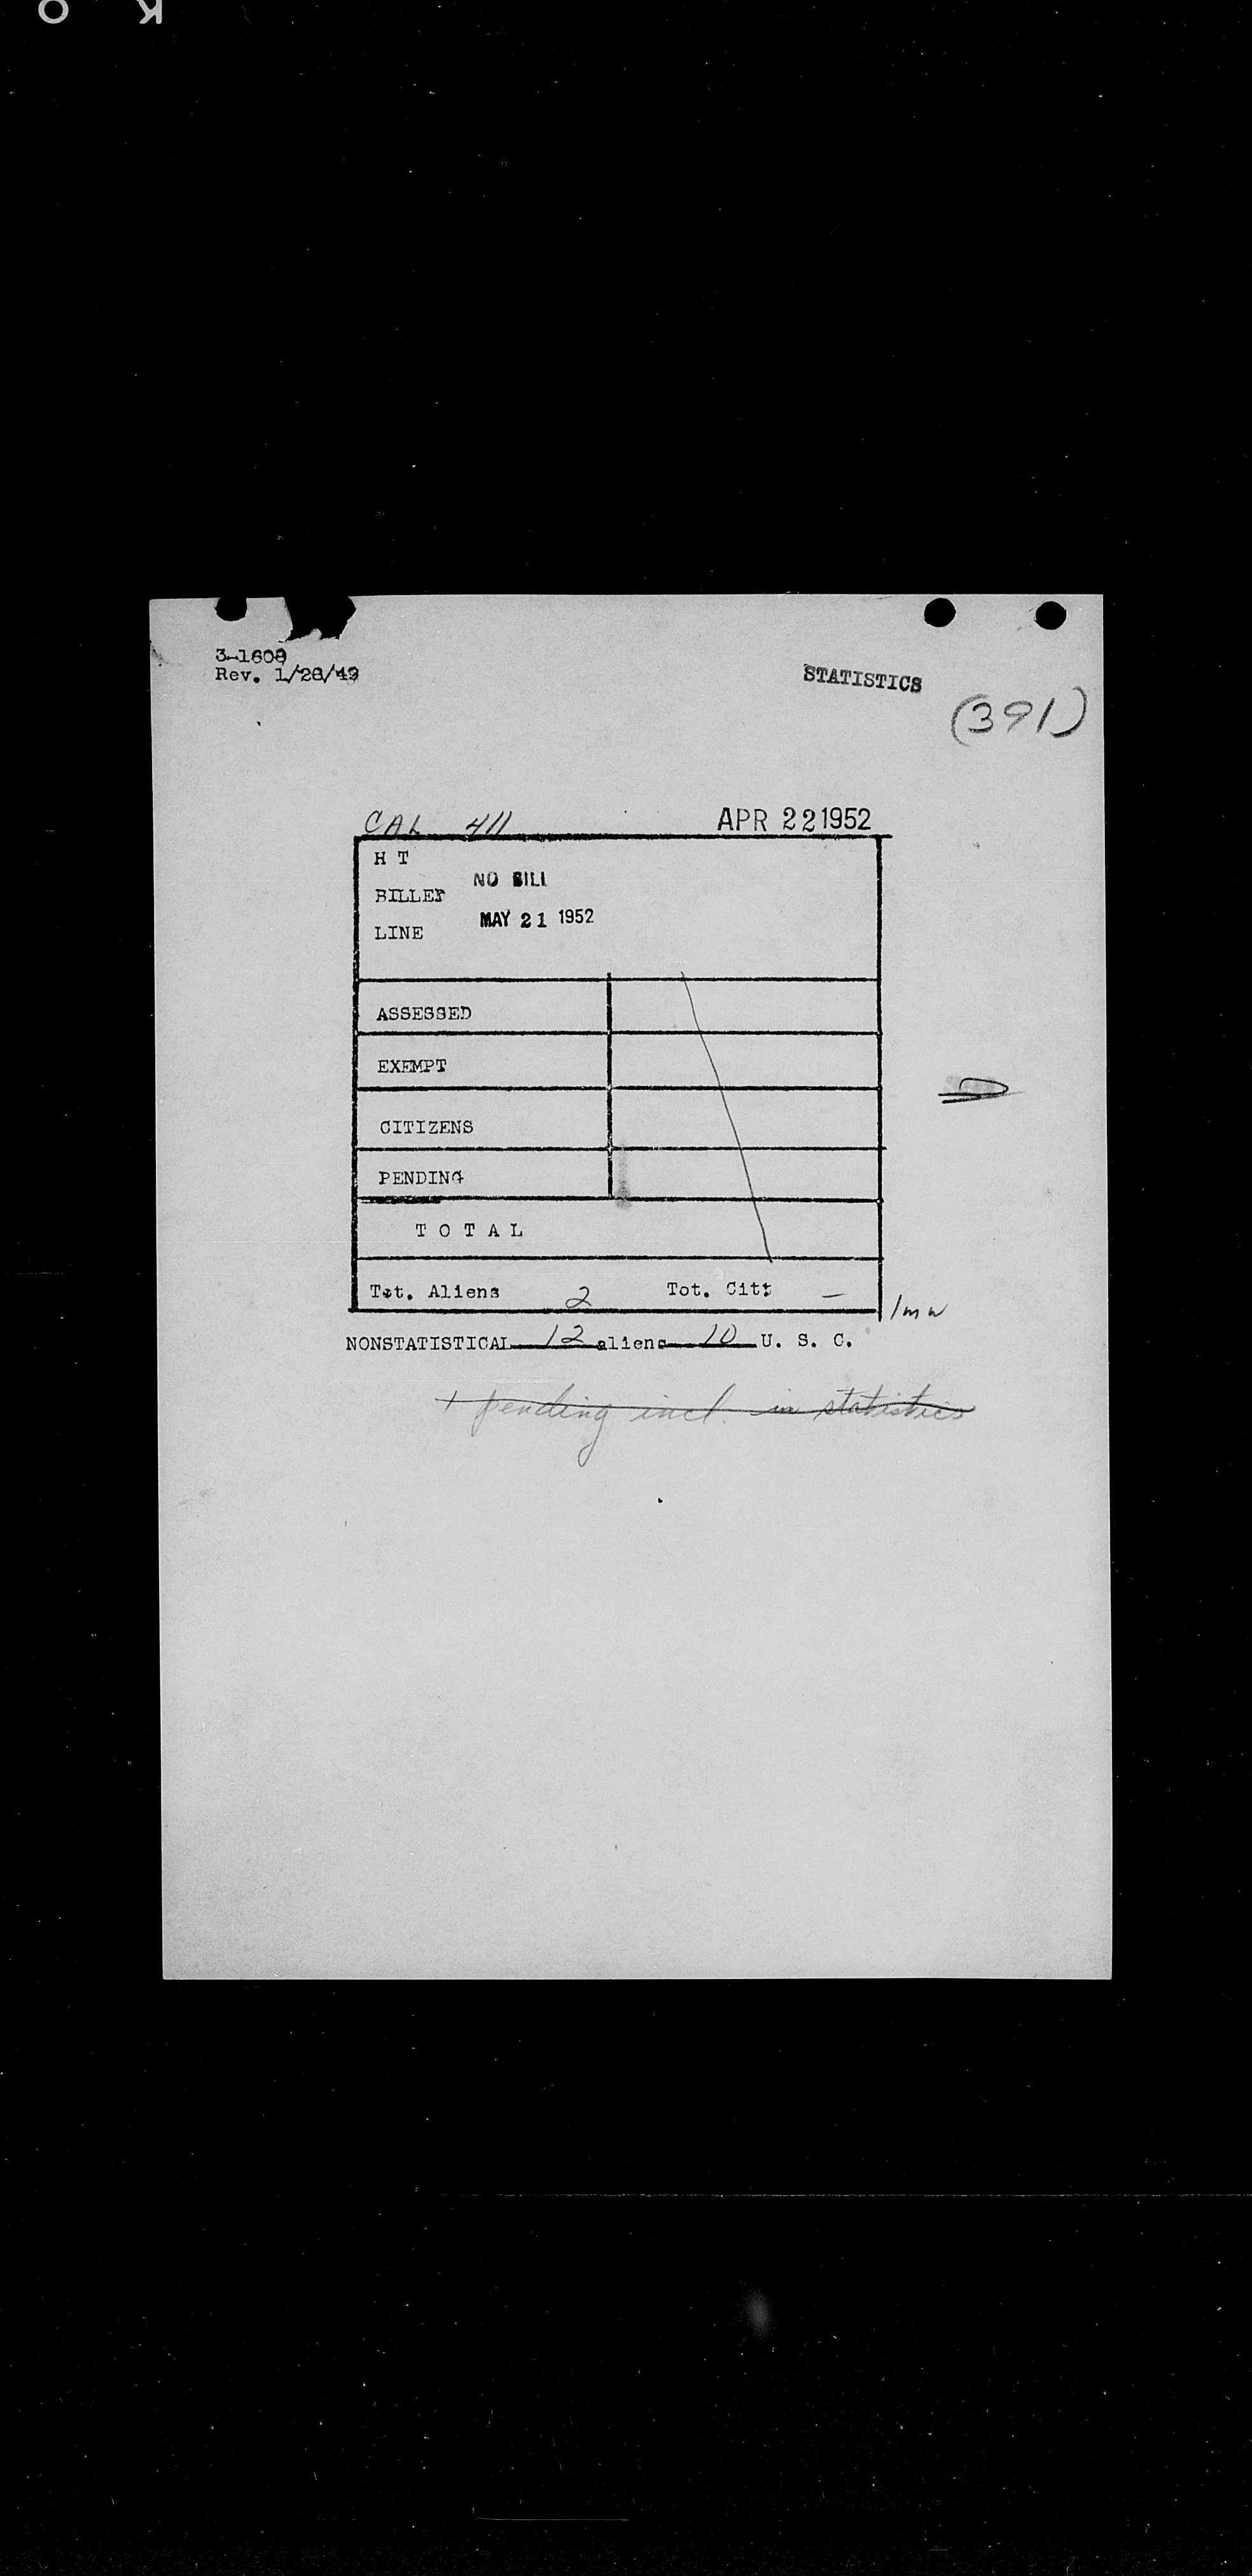 3-1608
Rev. 1/28/49
STATISTICS
(391)
CAL 411 APR 22 1952
H T
NO BILL
BILLET
MAY 21 1952
LINE
ASSESSED
EXEMPT
CITIZENS
PENDING
T O T A L
Tot. Aliens 2 Tot. Citz —
NONSTATISTICAL 12 aliens 10 U. S. C.
pending incl. in statistics